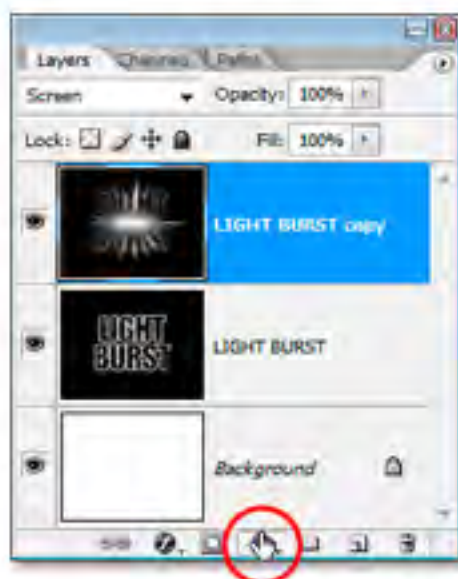 Layers Channels Paths
Screen Opacity: 100%
Lock: Fill: 100%
LIGHT BURST copy
LIGHT
BURST
LIGHT BURST
Background